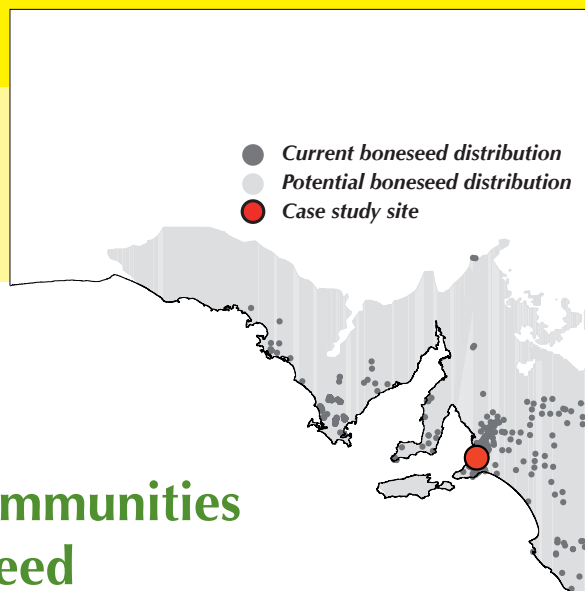 Current boneseed distribution
Potential boneseed distribution
Case study site
mmunities
eed